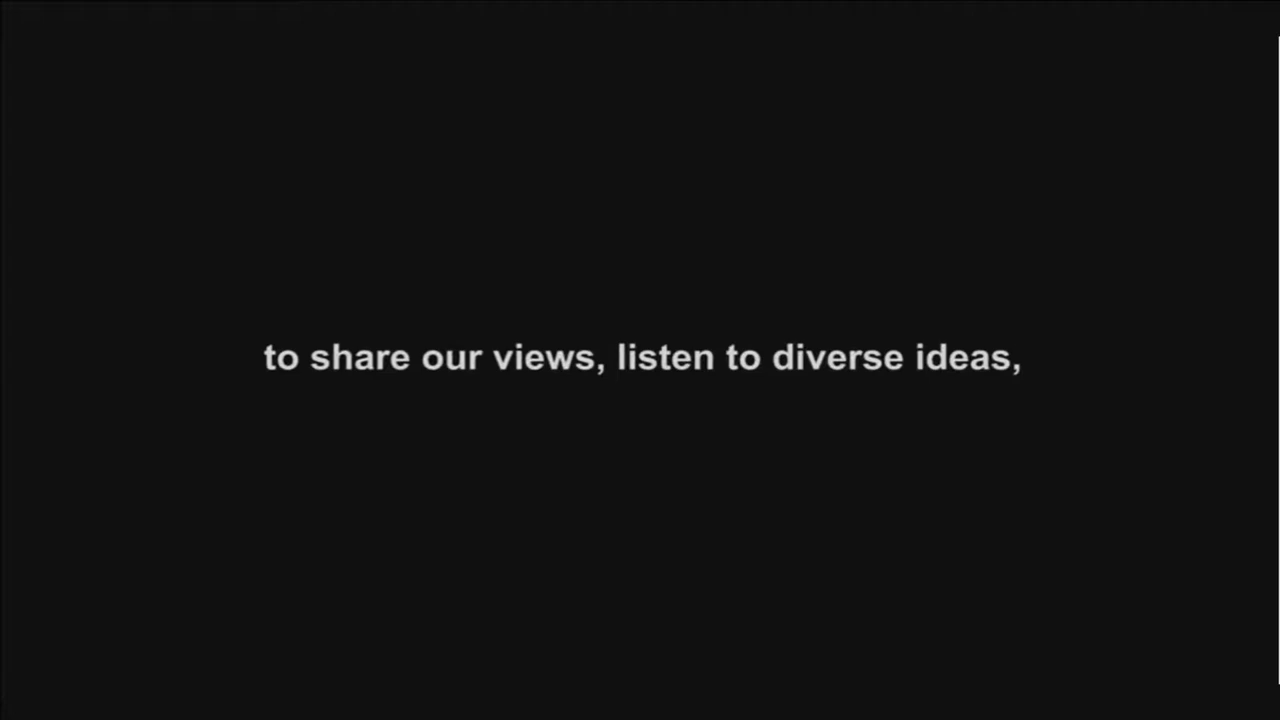 to share our views, listen to diverse ideas,